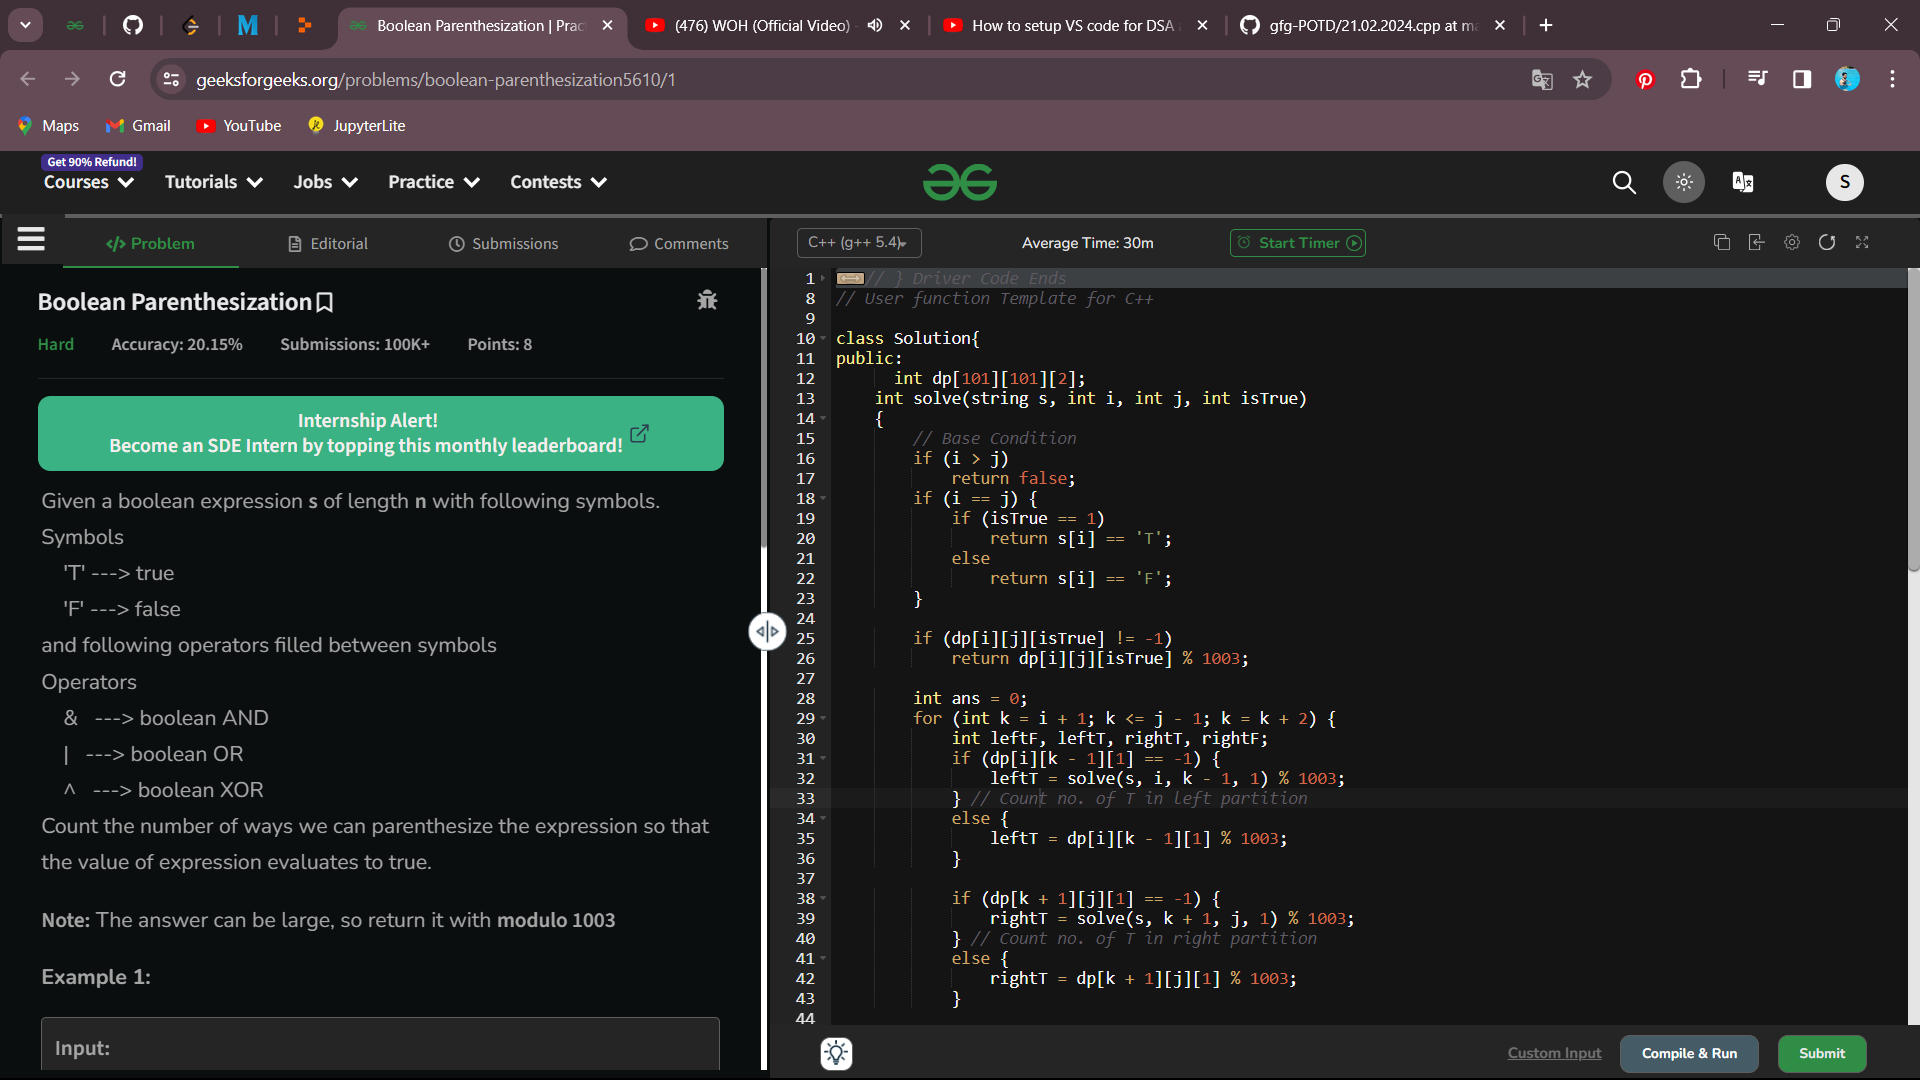 Boolean Parenthesization | Prac
(476) WOH (Official Video)
How to setup VS code for DSA
gfg-POTD/21.02.2024.cpp at m
geeksforgeeks.org/problems/boolean-parenthesization5610/1
Maps
Gmail
YouTube
JupyterLite
Get 90% Refund!
Courses
Tutorials
Jobs
Practice
Contests
S
</> Problem
Editorial
Submissions
Comments
C++ (g++ 5.4)
Average Time: 30m
Start Timer
Boolean Parenthesization
Hard
Accuracy: 20.15%
Submissions: 100K+
Points: 8
Internship Alert!
Become an SDE Intern by topping this monthly leaderboard!
Given a boolean expression s of length n with following symbols.
Symbols
'T' ---> true
'F' ---> false
and following operators filled between symbols
Operators
& ---> boolean AND
| ---> boolean OR
^ ---> boolean XOR
Count the number of ways we can parenthesize the expression so that
the value of expression evaluates to true.
Note: The answer can be large, so return it with modulo 1003
Example 1:
Input:
1 // } Driver Code Ends
8 // User function Template for C++
9
10 class Solution{
11 public:
12 int dp[101][101][2];
13 int solve(string s, int i, int j, int isTrue)
14 {
15 // Base Condition
16 if (i > j)
17 return false;
18 if (i == j) {
19 if (isTrue == 1)
20 return s[i] == 'T';
21 else
22 return s[i] == 'F';
23 }
24
25 if (dp[i][j][isTrue] != -1)
26 return dp[i][j][isTrue] % 1003;
27
28 int ans = 0;
29 for (int k = i + 1; k <= j - 1; k = k + 2) {
30 int leftF, leftT, rightT, rightF;
31 if (dp[i][k - 1][1] == -1) {
32 leftT = solve(s, i, k - 1, 1) % 1003;
33 } // Count no. of T in left partition
34 else {
35 leftT = dp[i][k - 1][1] % 1003;
36 }
37
38 if (dp[k + 1][j][1] == -1) {
39 rightT = solve(s, k + 1, j, 1) % 1003;
40 } // Count no. of T in right partition
41 else {
42 rightT = dp[k + 1][j][1] % 1003;
43 }
44
Custom Input
Compile & Run
Submit